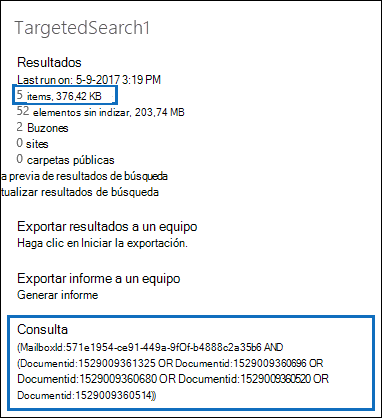 TargetedSearch1
Resultados
Last run on: 5-9-2017 3:19 PM
5 items, 376,42 KB
52 elementos sin indizar, 203,74 MB
2 Buzones
0 sites
0 carpetas públicas
a previa de resultados de búsqueda
tualizar resultados de búsqueda
Exportar resultados a un equipo
Haga clic en Iniciar la exportación.
Exportar informe a un equipo
Generar informe
Consulta
(MailboxId:571e1954-ce91-449a-9fOf-b4888c2a35b6 AND
(Documentid:1529009361325 OR Documentid:1529009360696 OR
Documentid:1529009360680 OR Documentid:1529009360520 OR
Documentid:1529009360514))